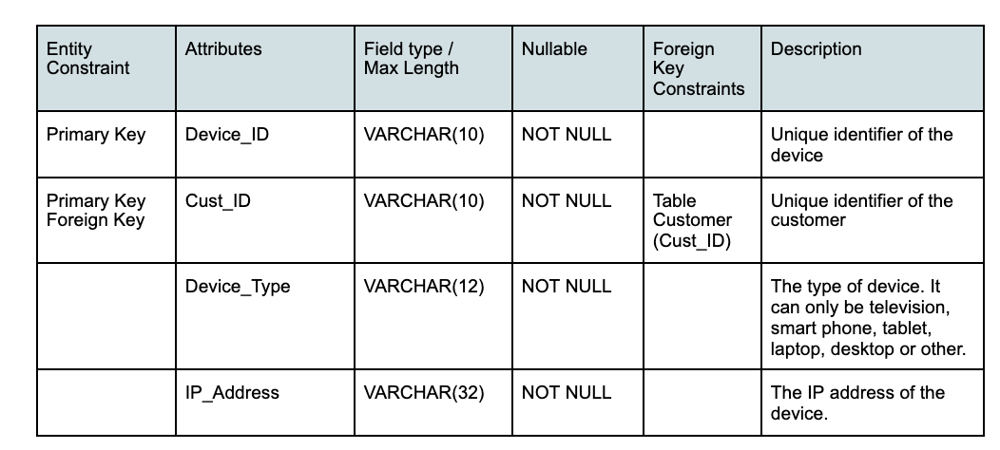 Entity
Constraint
Attributes
Field type /
Max Length
Nullable
Foreign
Key
Constraints
Description
Primary Key
Device_ID
VARCHAR(10)
NOT NULL
Unique identifier of the
device
Primary Key
Foreign Key
Cust_ID
VARCHAR(10)
NOT NULL
Table
Customer
(Cust_ID)
Unique identifier of the
customer
Device_Type
VARCHAR(12)
NOT NULL
The type of device. It
can only be television,
smart phone, tablet,
laptop, desktop or other.
IP_Address
VARCHAR(32)
NOT NULL
The IP address of the
device.